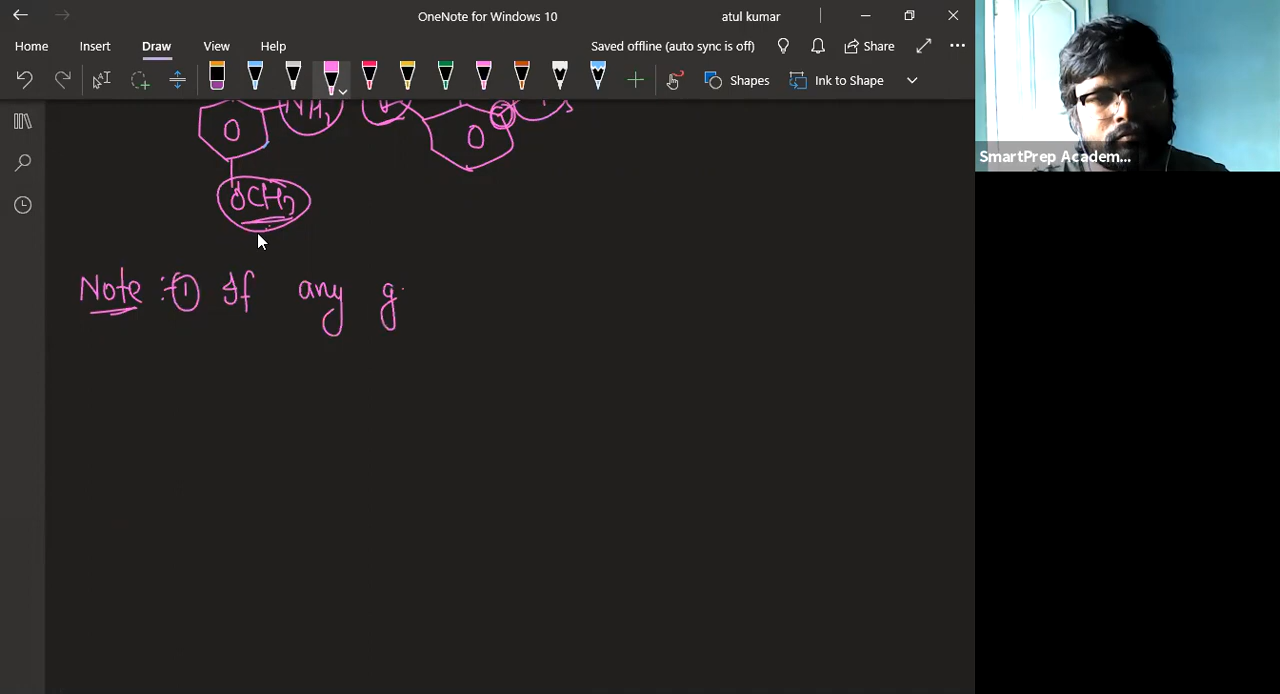 OneNote for Windows 10
atul kumar
Home Insert Draw View Help
Saved offline (auto sync is off)
Share
Shapes
Ink to Shape
SmartPrep Academ...
NH₂
OCH₃
Note :- ① If any g